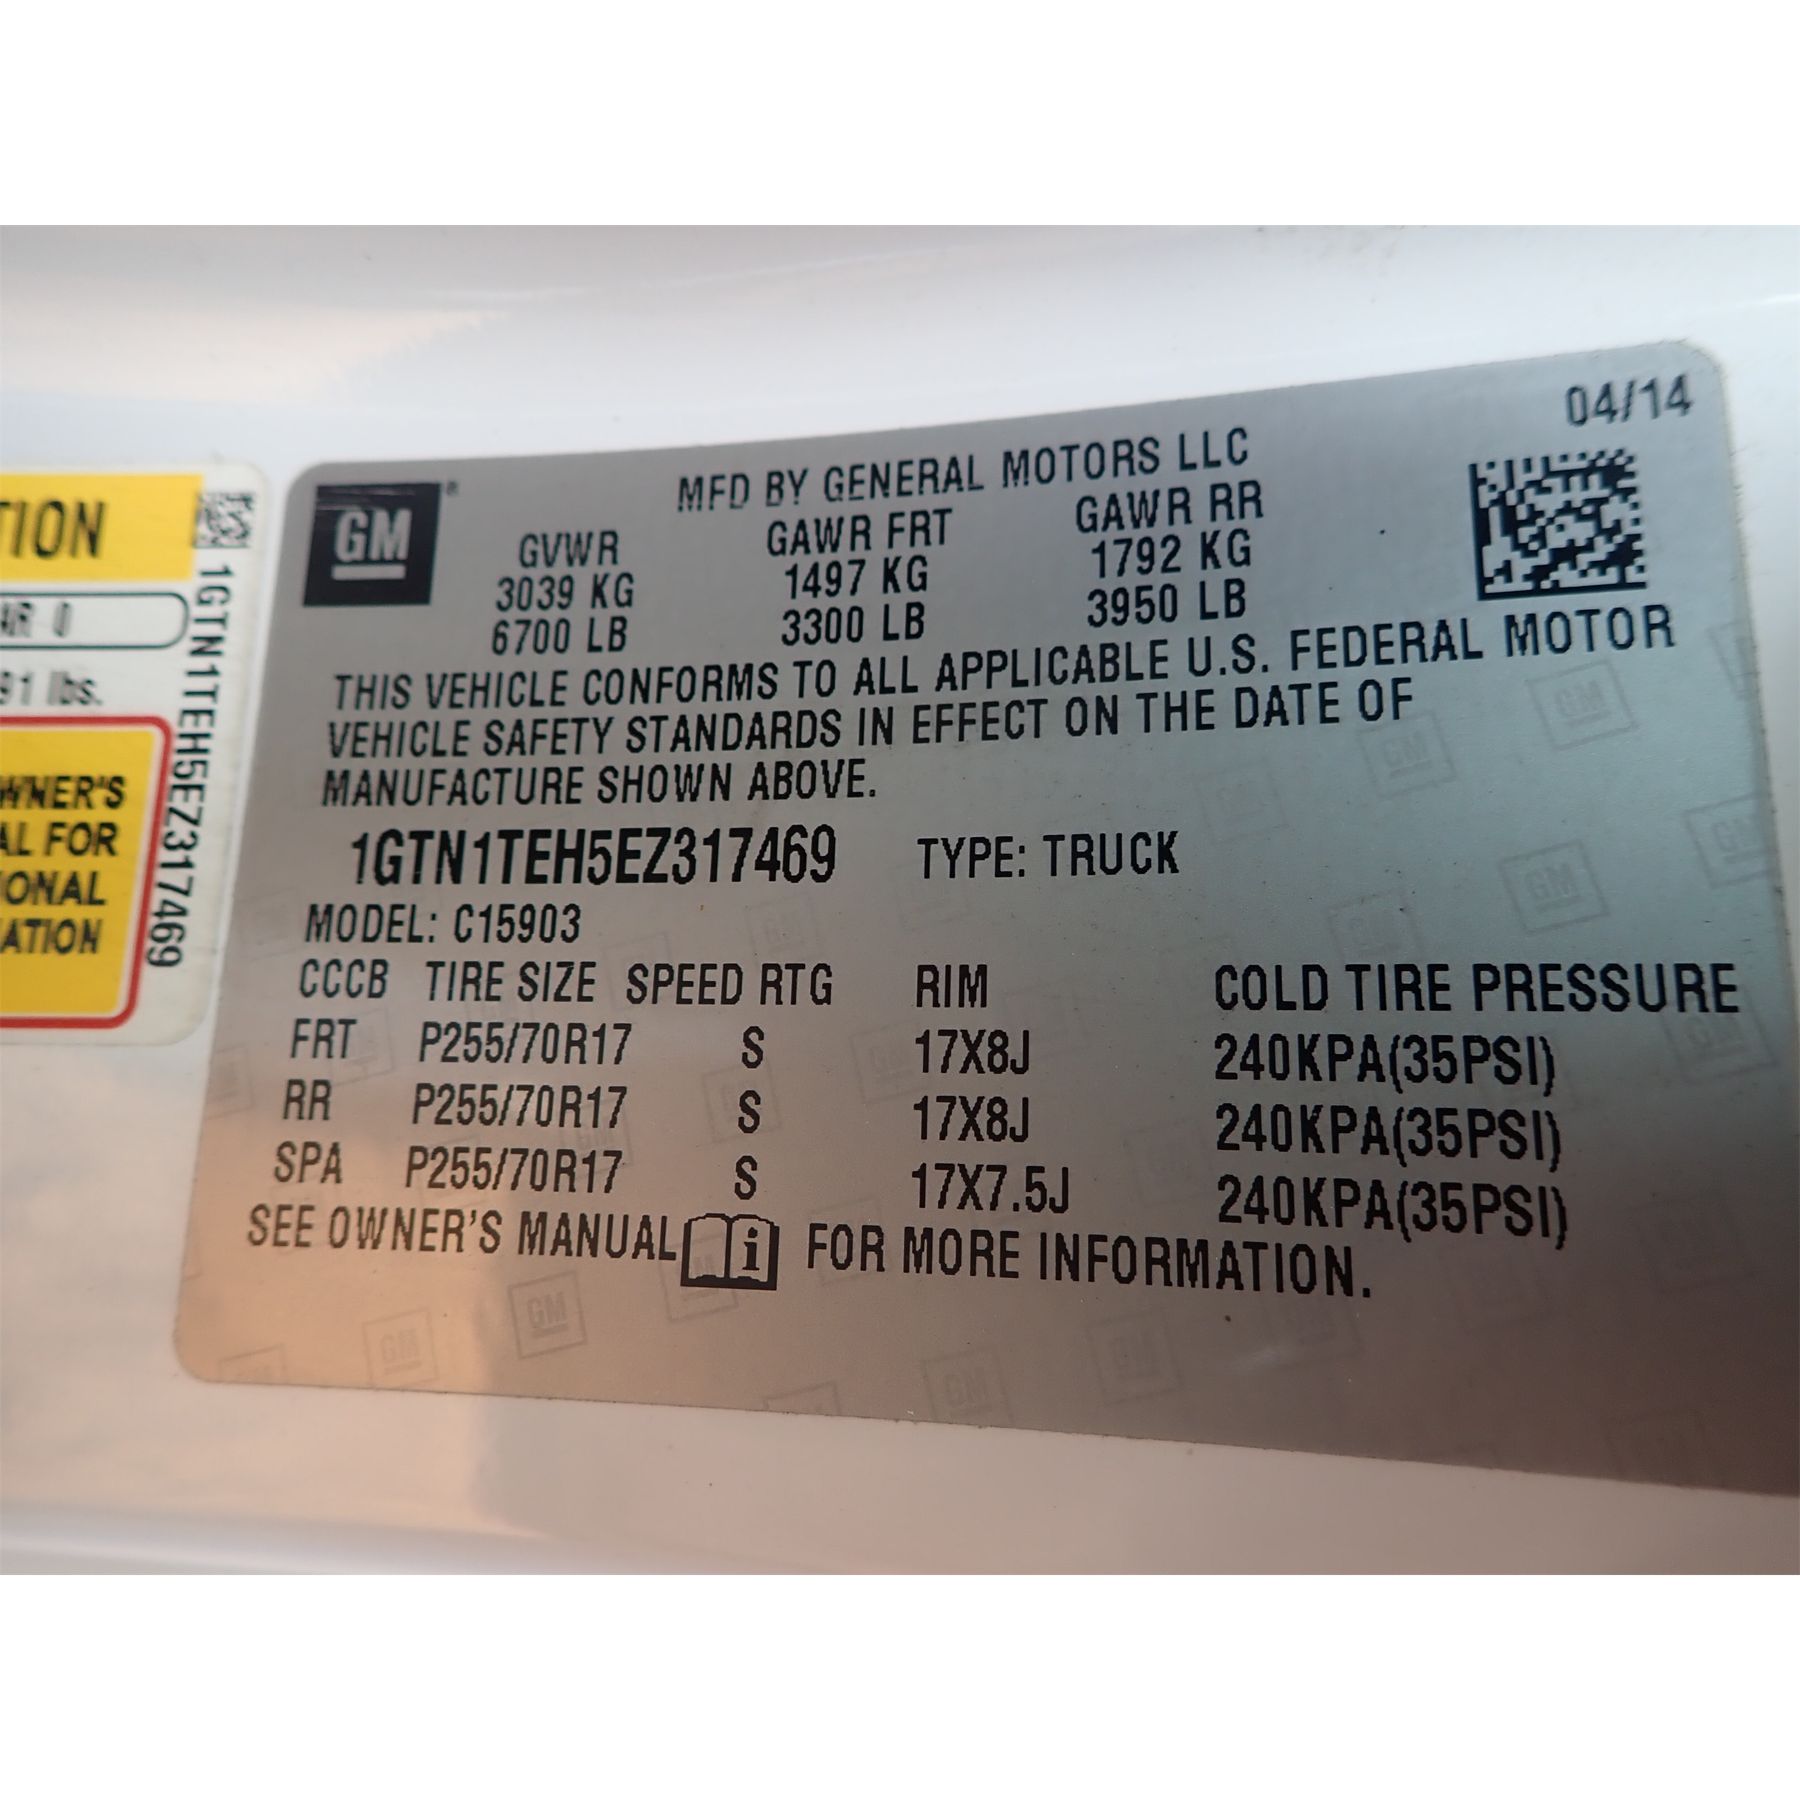 04/14
GM
MFD BY GENERAL MOTORS LLC
GVWR GAWR FRT GAWR RR
3039 KG 1497 KG 1792 KG
6700 LB 3300 LB 3950 LB
THIS VEHICLE CONFORMS TO ALL APPLICABLE U.S. FEDERAL MOTOR
VEHICLE SAFETY STANDARDS IN EFFECT ON THE DATE OF
MANUFACTURE SHOWN ABOVE.
1GTN1TEH5EZ317469 TYPE: TRUCK
MODEL: C15903
CCCB TIRE SIZE SPEED RTG RIM COLD TIRE PRESSURE
FRT P255/70R17 S 17X8J 240KPA(35PSI)
RR P255/70R17 S 17X8J 240KPA(35PSI)
SPA P255/70R17 S 17X7.5J 240KPA(35PSI)
SEE OWNER'S MANUAL i FOR MORE INFORMATION.
TION
0
91 lbs.
WNER'S
AL FOR
IONAL
ATION
1GTN1TEH5EZ317469